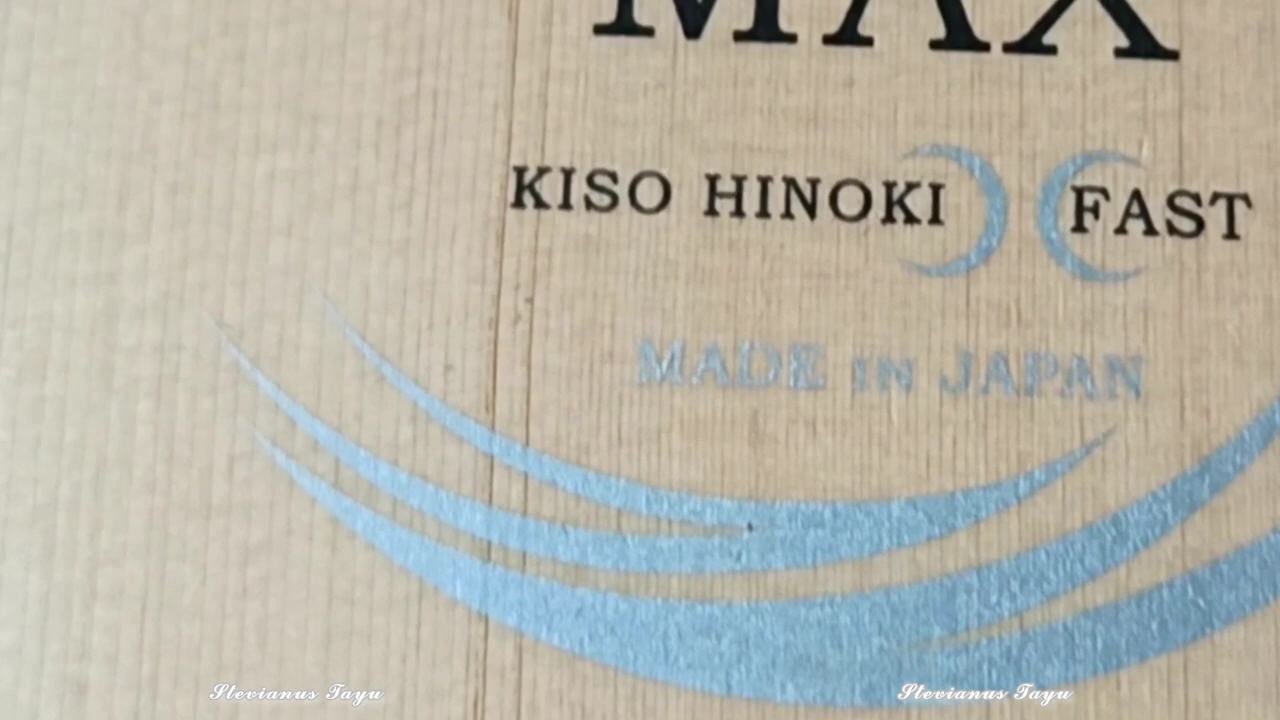 MAX
KISO HINOKI FAST
MADE IN JAPAN
Stevianus Tayu Stevianus Tayu